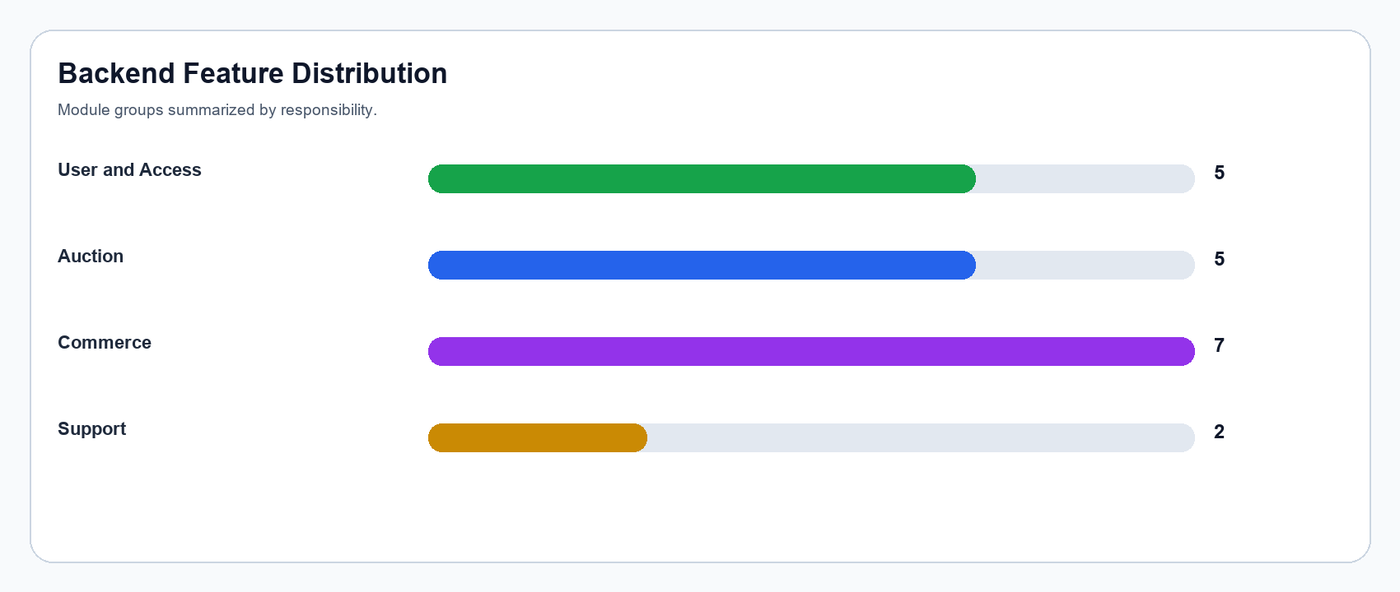 Backend Feature Distribution
Module groups summarized by responsibility.
User and Access 5
Auction 5
Commerce 7
Support 2